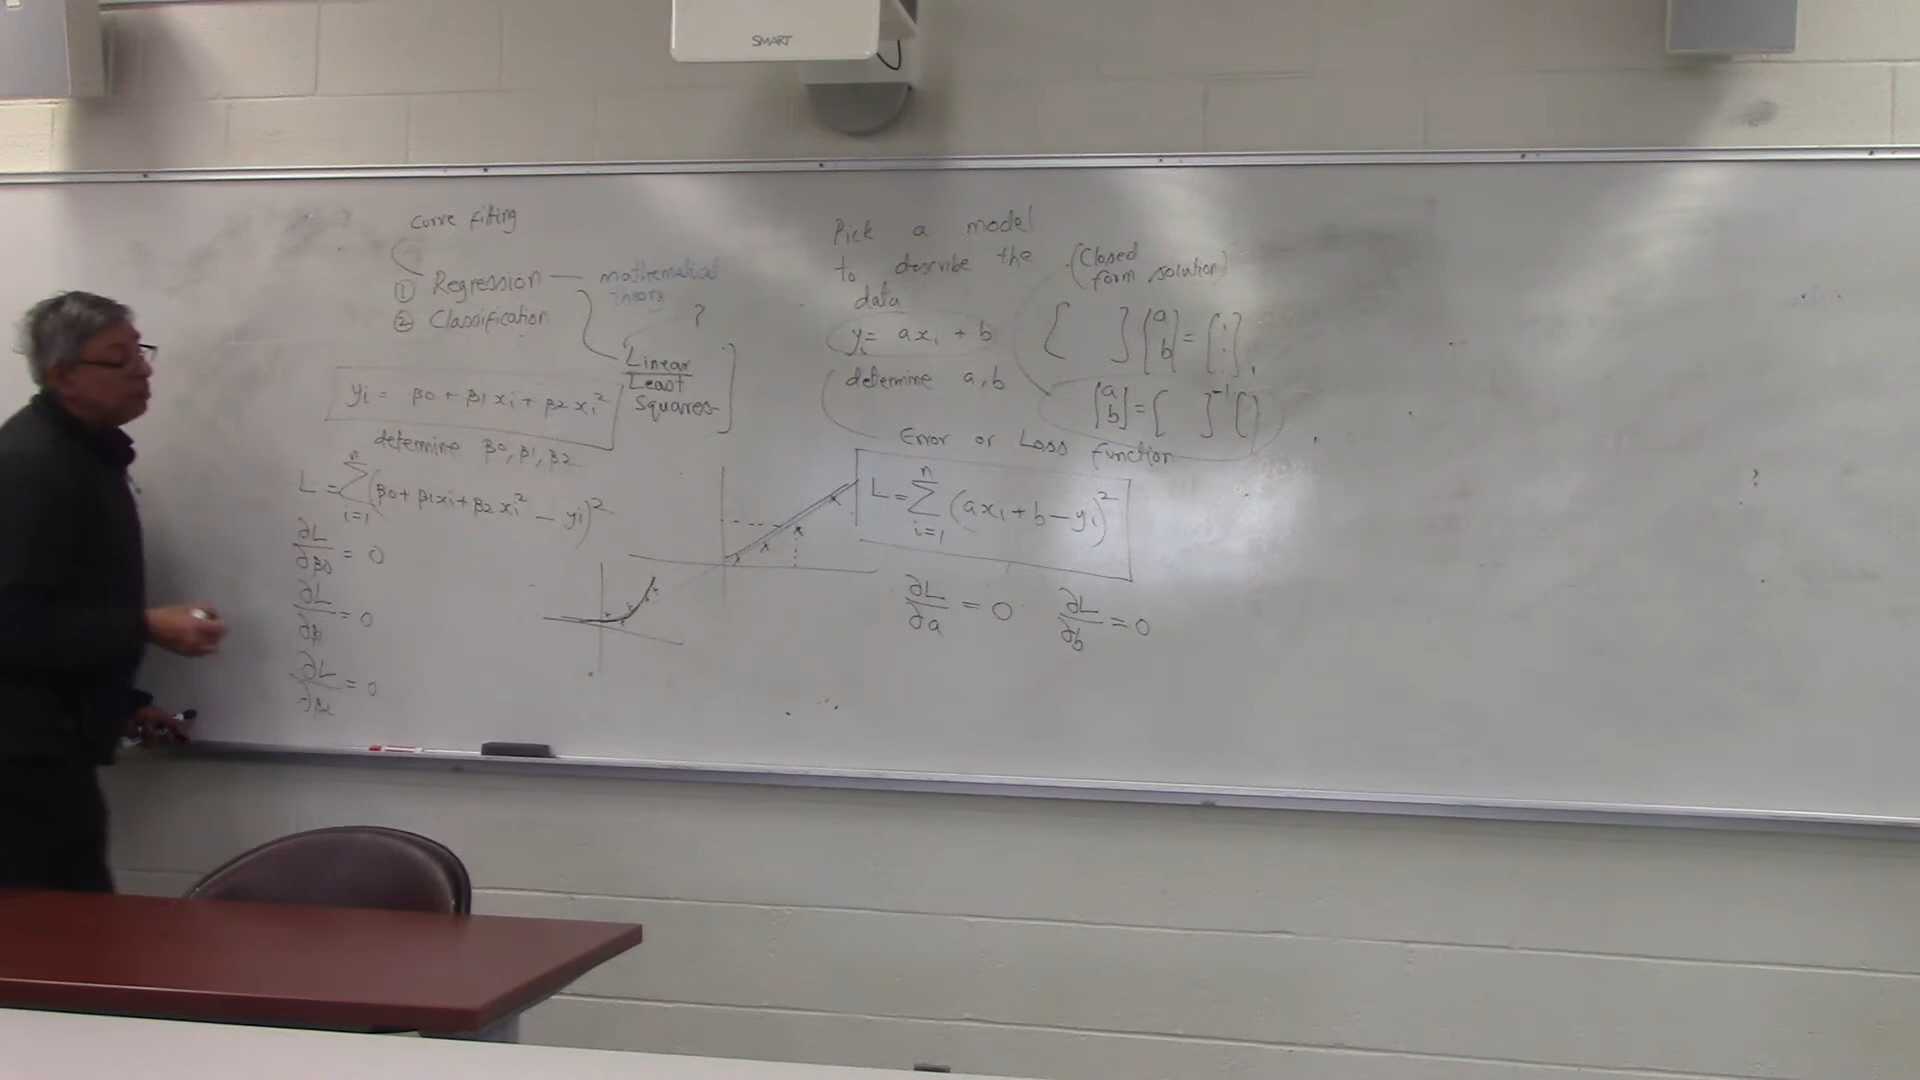 SMART
Curve fitting
① Regression — mathematical theory
② Classification
?
Linear
Least
Squares
yi = β0 + β1 xi + β2 xi²
determine β0, β1, β2
L = Σ i=1 n (β0 + β1xi + β2 xi² − yi)²
∂L/∂β0 = 0
∂L/∂β1 = 0
∂L/∂β2 = 0
Pick a model
to describe the
data
yi = axi + b
determine a, b
Error or Loss function
L = Σ i=1 n (axi + b − yi)²
∂L/∂a = 0 ∂L/∂b = 0
(Closed
form solution)
[ ] [a b] = [ : ]
[a b] = [ ]⁻¹ [ ]